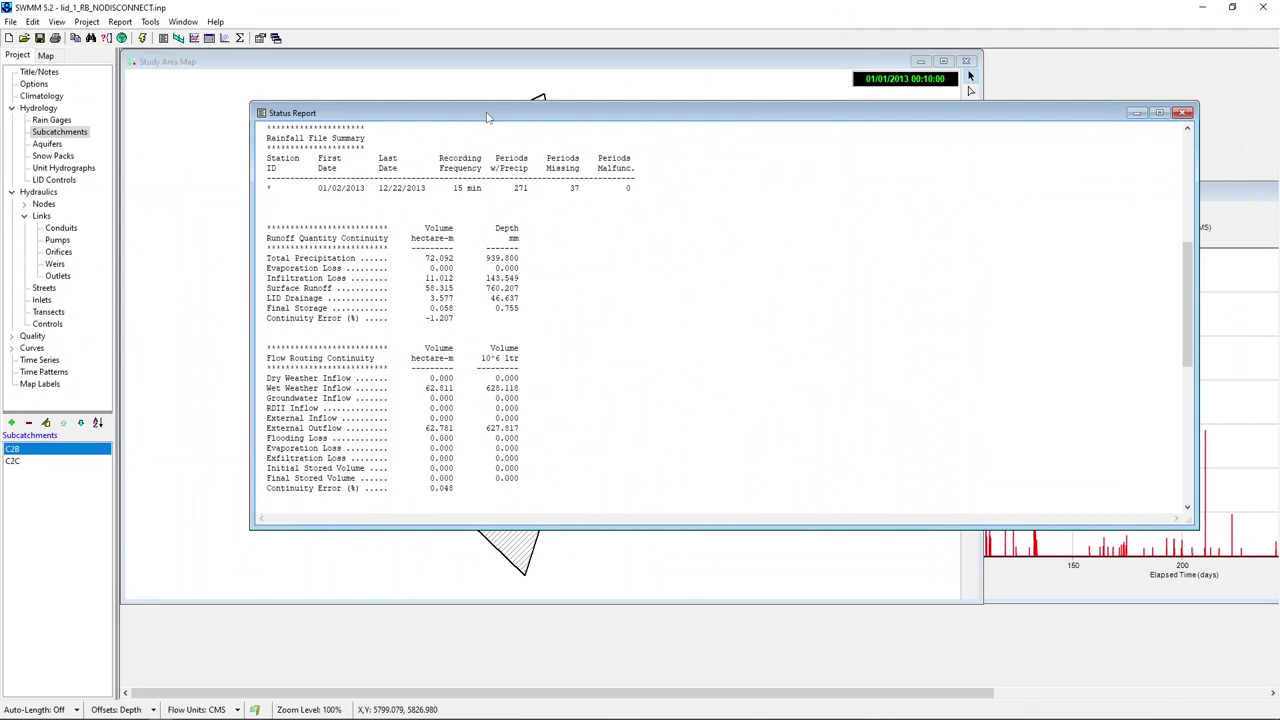 SWMM 5.2 - lid_1_RB_NODISCONNECT.inp
File Edit View Project Report Tools Window Help
Project Map
Title/Notes
Options
Climatology
Hydrology
Rain Gages
Subcatchments
Aquifers
Snow Packs
Unit Hydrographs
LID Controls
Hydraulics
Nodes
Links
Conduits
Pumps
Orifices
Weirs
Outlets
Streets
Inlets
Transects
Controls
Quality
Curves
Time Series
Time Patterns
Map Labels
Subcatchments
C2B
C2C
Study Area Map
01/01/2013 00:10:00
Status Report
*********************
Rainfall File Summary
*********************
Station First Last Recording Periods Periods Periods
ID Date Date Frequency w/Precip Missing Malfunc.
-------------------------------------------------------------------------------
* 01/02/2013 12/22/2013 15 min 271 37 0
************************** Volume Depth
Runoff Quantity Continuity hectare-m mm
************************** --------- -------
Total Precipitation ...... 72.092 939.800
Evaporation Loss ........ 0.000 0.000
Infiltration Loss ........ 11.012 143.549
Surface Runoff ........... 58.315 760.207
LID Drainage ............. 3.577 46.637
Final Storage ............ 0.058 0.755
Continuity Error (%) ..... -1.207
************************** Volume Volume
Flow Routing Continuity hectare-m 10^6 ltr
************************** --------- ---------
Dry Weather Inflow ....... 0.000 0.000
Wet Weather Inflow ....... 62.811 628.118
Groundwater Inflow ....... 0.000 0.000
RDII Inflow .............. 0.000 0.000
External Inflow .......... 0.000 0.000
External Outflow ......... 62.781 627.817
Flooding Loss ............ 0.000 0.000
Evaporation Loss ......... 0.000 0.000
Exfiltration Loss ........ 0.000 0.000
Initial Stored Volume .... 0.000 0.000
Final Stored Volume ...... 0.000 0.000
Continuity Error (%) ..... 0.048
MS)
150 200
Elapsed Time (days)
Auto-Length: Off Offsets: Depth Flow Units: CMS Zoom Level: 100% X,Y: 5799.079, 5826.980